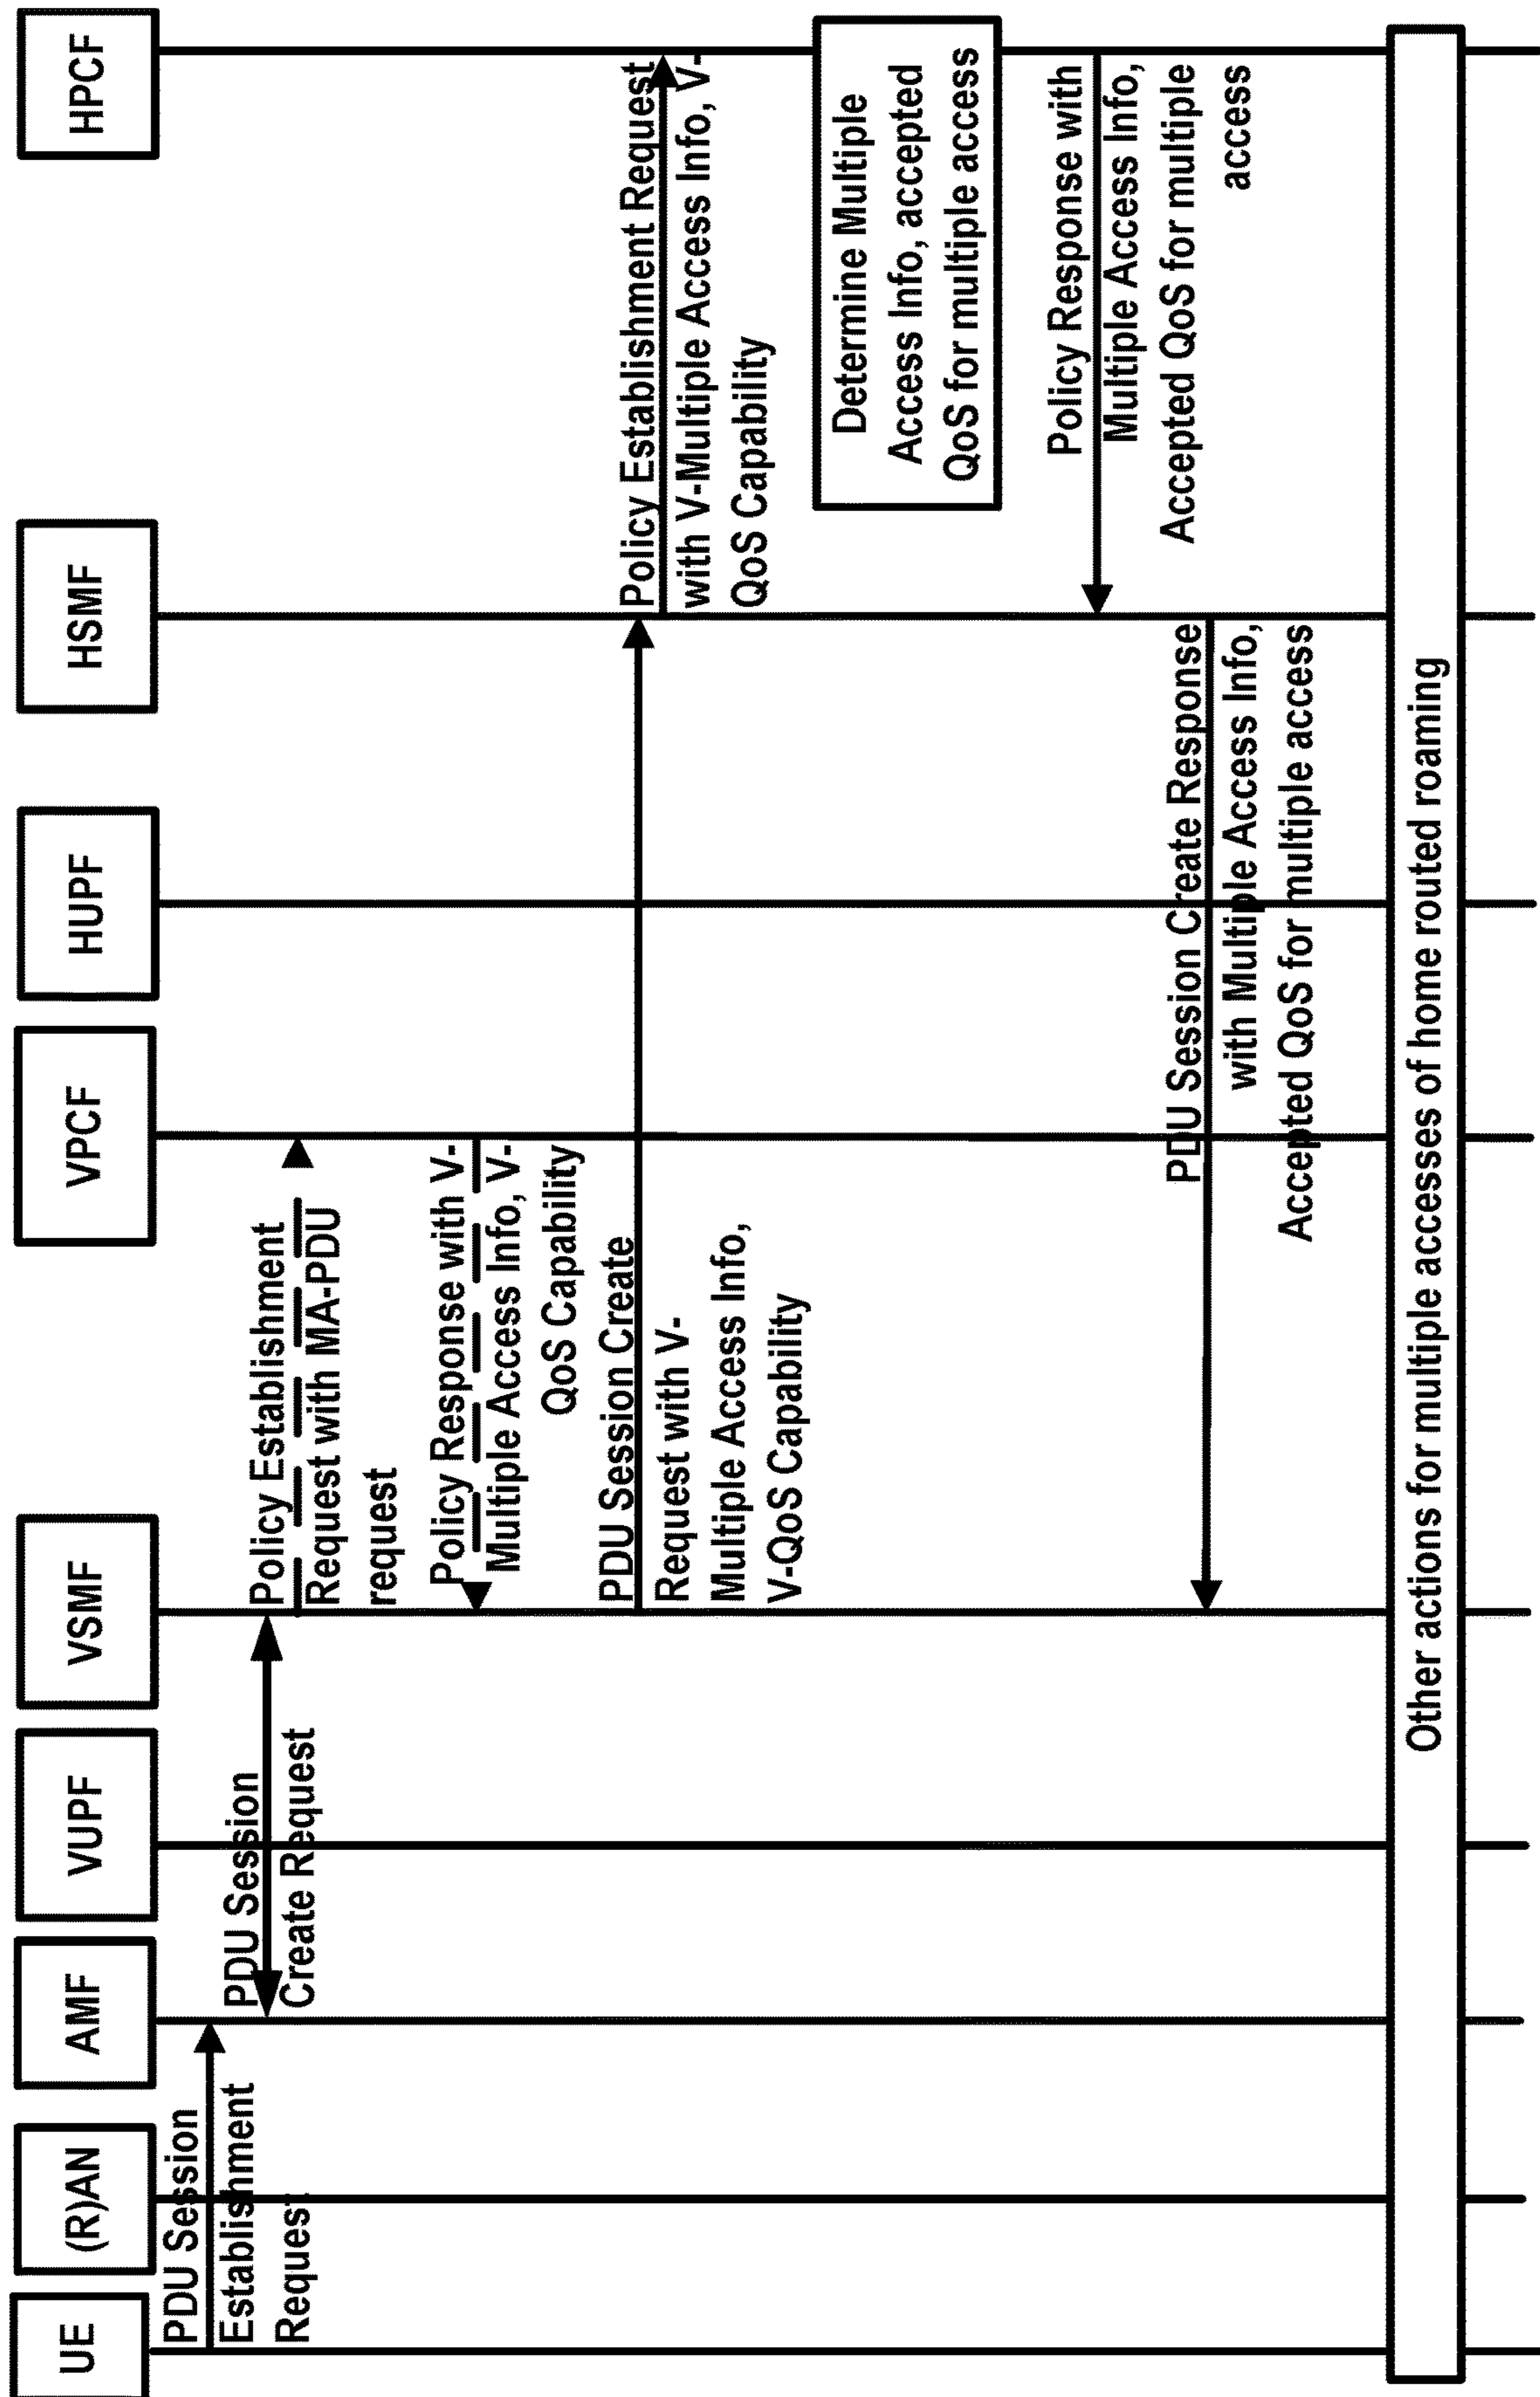 UE
(R)AN
AMF
VUPF
VSMF
VPCF
HUPF
HSMF
HPCF
PDU Session
Establishment
Request
PDU Session
Create Request
Policy Establishment
Request with MA-PDU
request
Policy Response with V-
Multiple Access Info, V-
QoS Capability
PDU Session Create
Request with V-
Multiple Access Info,
V-QoS Capability
Policy Establishment Request
with V-Multiple Access Info, V-
QoS Capability
Determine Multiple
Access Info, accepted
QoS for multiple access
Policy Response with
Multiple Access Info,
Accepted QoS for multiple
access
PDU Session Create Response
with Multiple Access Info,
Accepted QoS for multiple access
Other actions for multiple accesses of home routed roaming